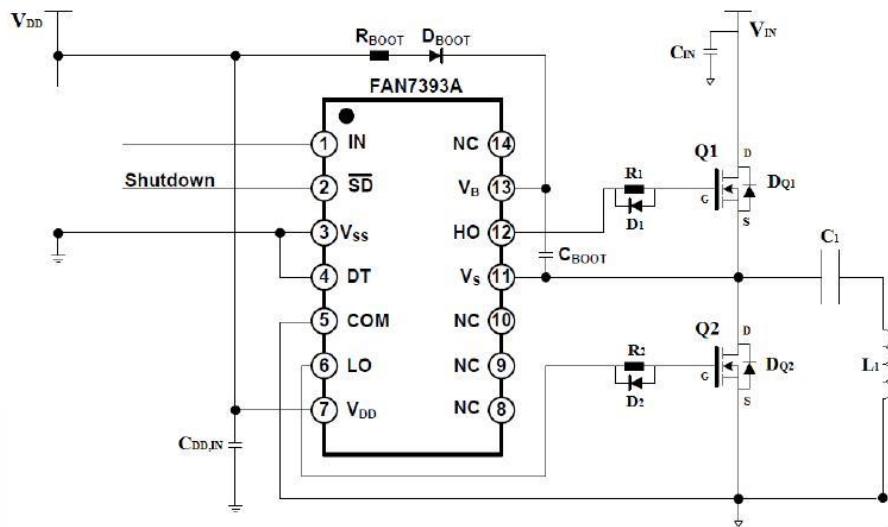 VDD
RBOOT DBOOT
CIN
VIN
FAN7393A
1 IN NC 14
Shutdown 2 SD VB 13
3 VSS HO 12
4 DT VS 11
5 COM NC 10
6 LO NC 9
7 VDD NC 8
CBOOT
CDD,IN
Q1 D
R1
G
DQ1
D1
S
C1
Q2 D
R2
G
DQ2
D2
S
L1